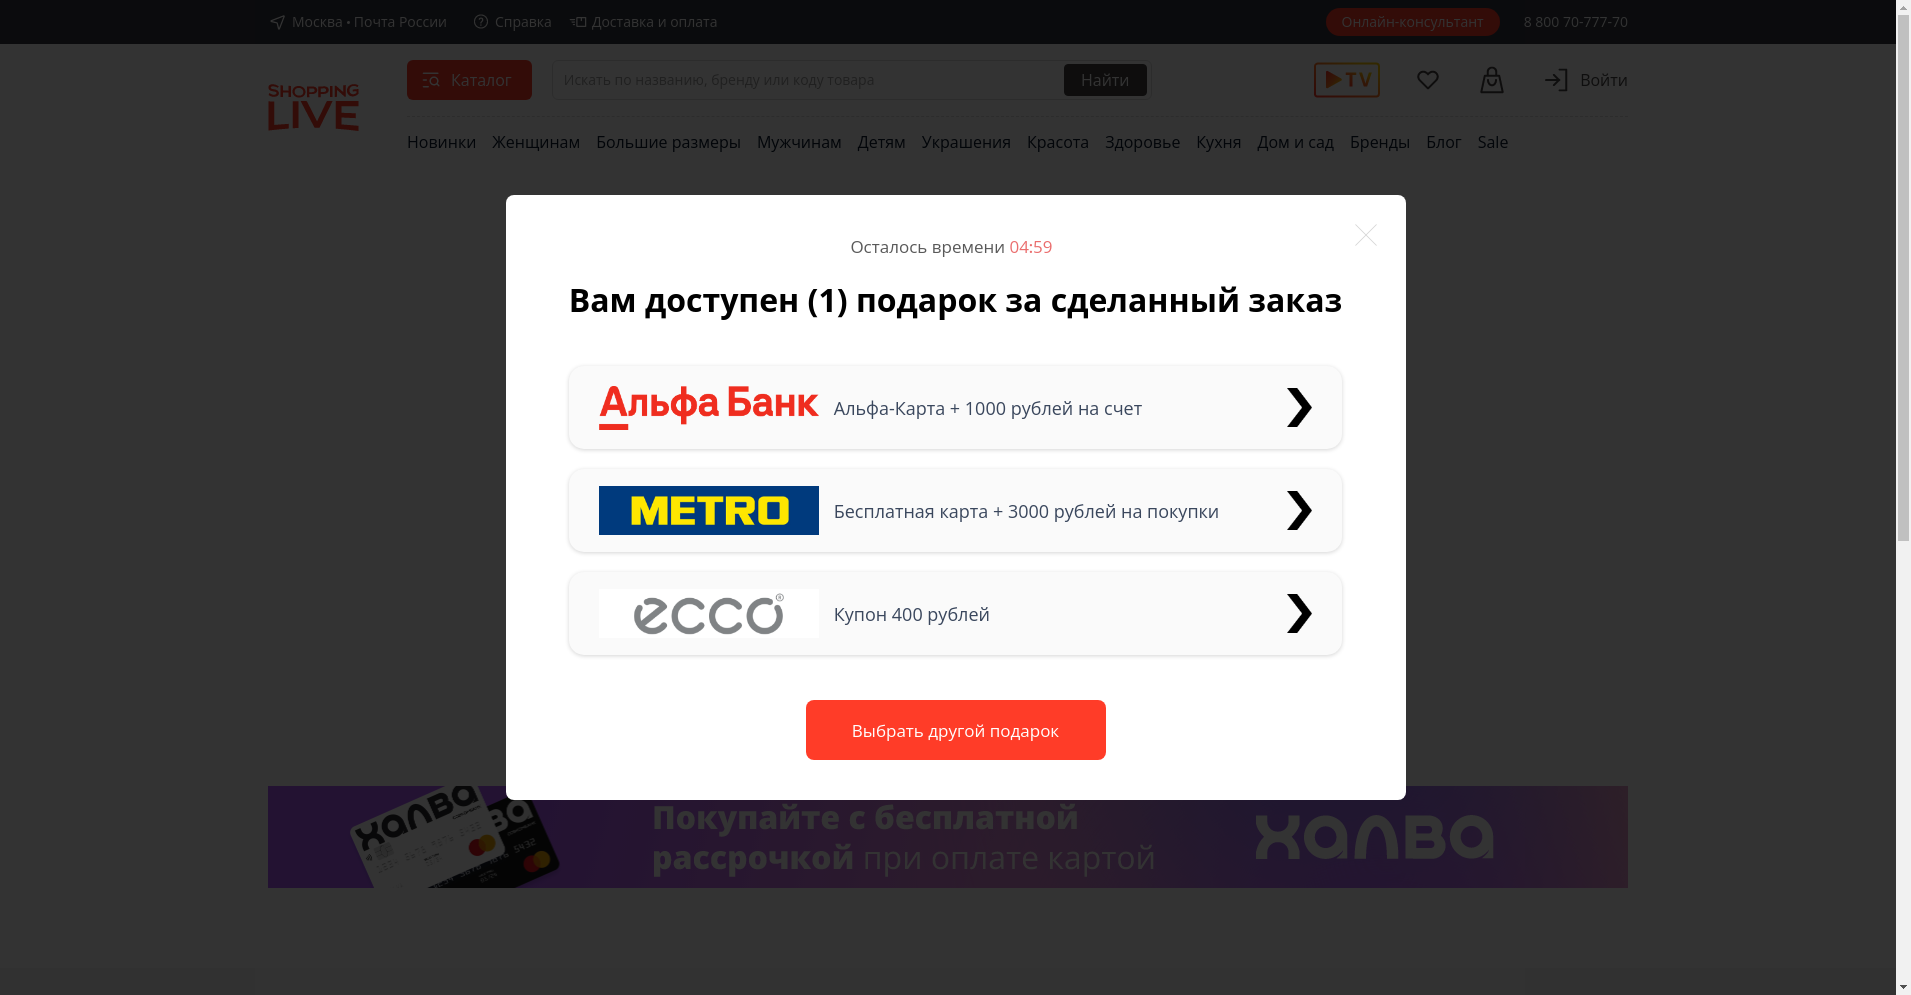 Москва • Почта России
Справка
Доставка и оплата
Онлайн-консультант
8 800 70-777-70
SHOPPING
LIVE
Каталог
Искать по названию, бренду или коду товара
Найти
TV
Войти
Новинки Женщинам Большие размеры Мужчинам Детям Украшения Красота Здоровье Кухня Дом и сад Бренды Блог Sale
Осталось времени 04:59
Вам доступен (1) подарок за сделанный заказ
Альфа Банк
Альфа-Карта + 1000 рублей на счет
METRO
Бесплатная карта + 3000 рублей на покупки
ecco®
Купон 400 рублей
Выбрать другой подарок
халва
Покупайте с бесплатной
рассрочкой при оплате картой
халва